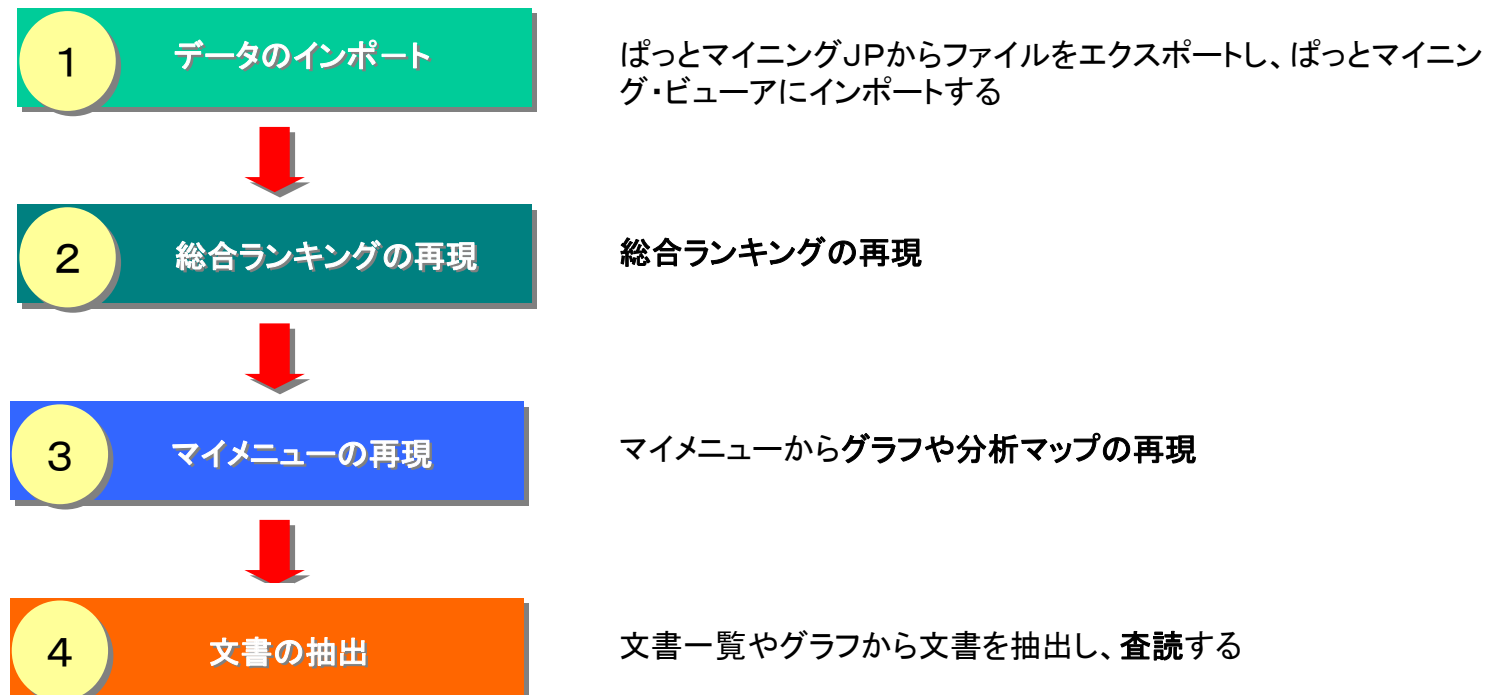 1
データのインポート
ぱっとマイニングJPからファイルをエクスポートし、ぱっとマイニン
グ・ビューアにインポートする
2
総合ランキングの再現
総合ランキングの再現
3
マイメニューの再現
マイメニューからグラフや分析マップの再現
4
文書の抽出
文書一覧やグラフから文書を抽出し、査読する